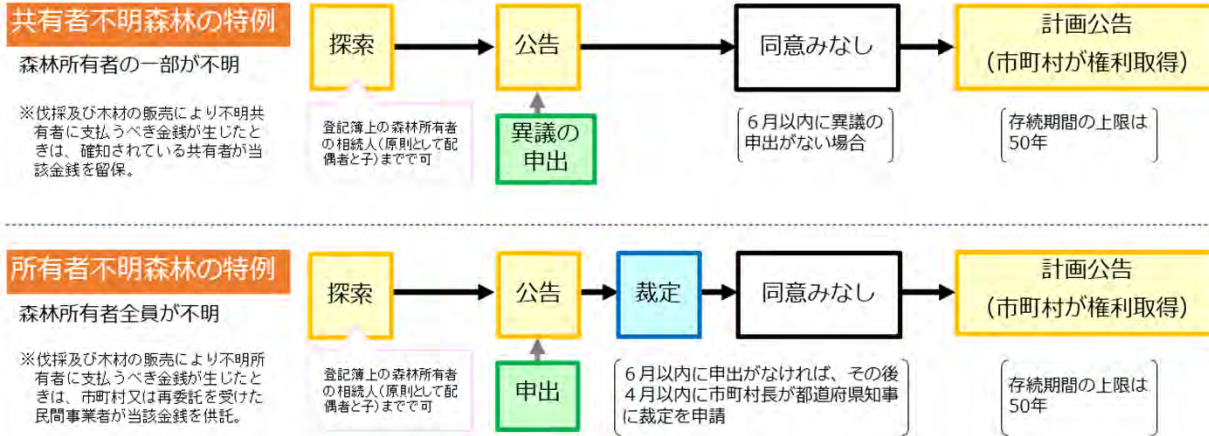 共有者不明森林の特例
森林所有者の一部が不明
※伐採及び木材の販売により不明共
有者に支払うべき金銭が生じたと
きは、確知されている共有者が当
該金銭を留保。
探索
登記簿上の森林所有者
の相続人(原則として配
偶者と子)までで可
公告
異議の
申出
同意みなし
６月以内に異議の
申出がない場合
計画公告
(市町村が権利取得)
存続期間の上限は
50年
所有者不明森林の特例
森林所有者全員が不明
※伐採及び木材の販売により不明所
有者に支払うべき金銭が生じたと
きは、市町村又は再委託を受けた
民間事業者が当該金銭を供託。
探索
登記簿上の森林所有者
の相続人(原則として配
偶者と子)までで可
公告
申出
裁定
同意みなし
６月以内に申出がなければ、その後
４月以内に市町村長が都道府県知事
に裁定を申請
計画公告
(市町村が権利取得)
存続期間の上限は
50年